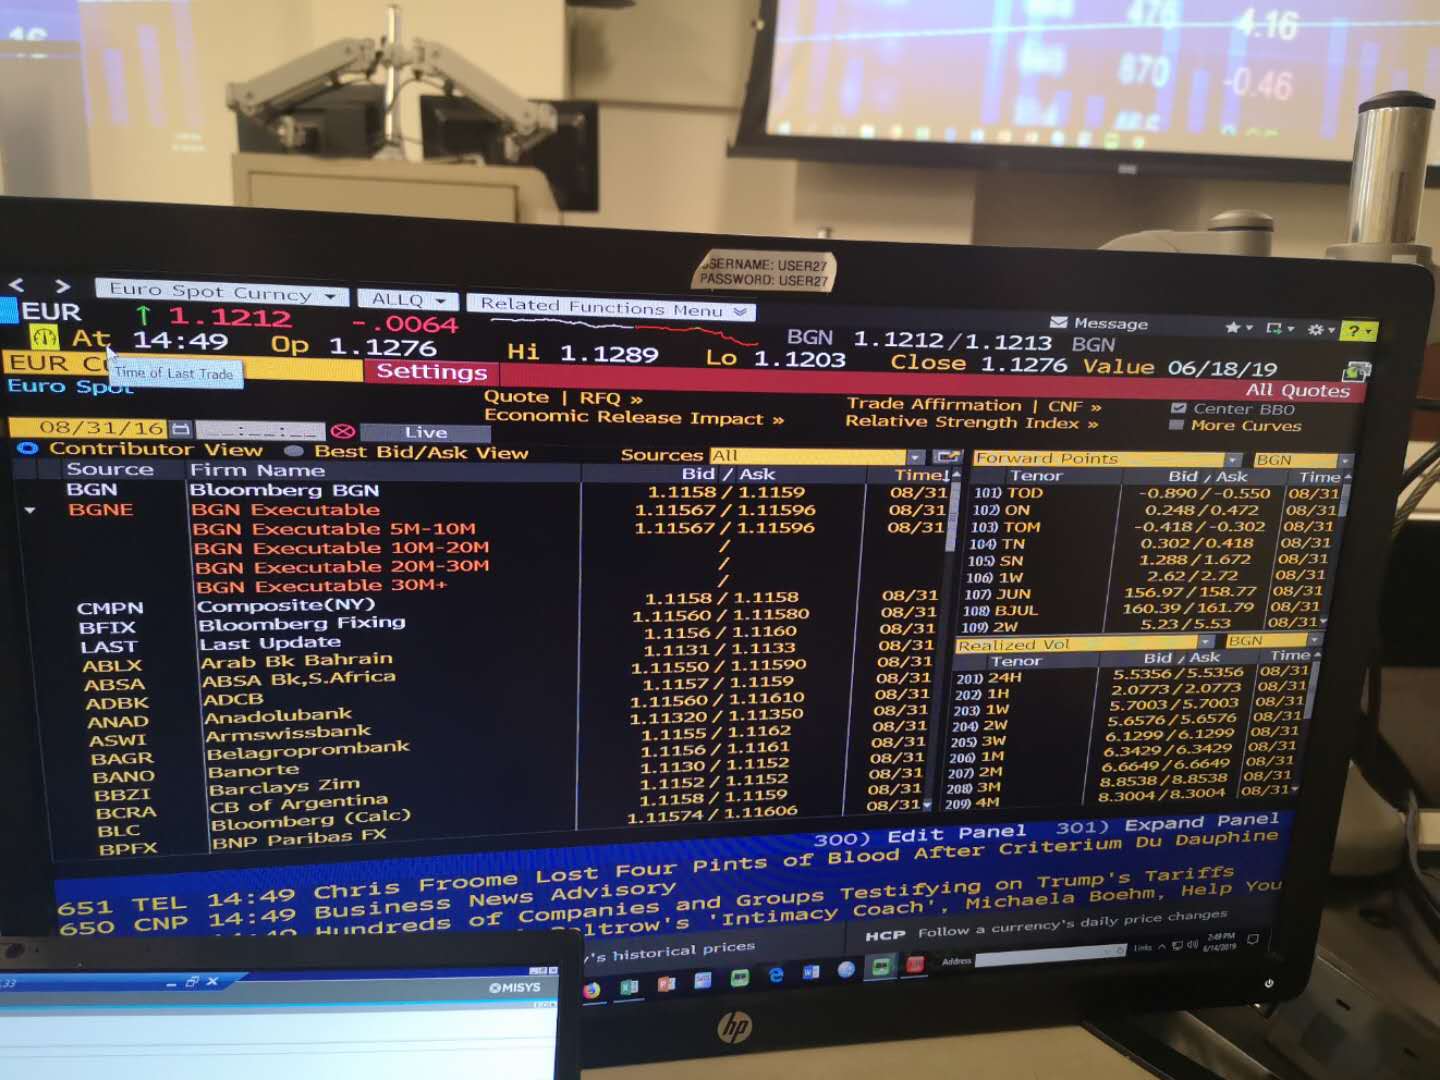 476 4.16
870 -0.46
USERNAME: USER27
PASSWORD: USER27
< > Euro Spot Curncy ALLQ Related Functions Menu
Message ?
EUR ↑ 1.1212 -.0064 BGN 1.1212/1.1213 BGN
At 14:49 Op 1.1276 Hi 1.1289 Lo 1.1203 Close 1.1276 Value 06/18/19
EUR C Settings All Quotes
Time of Last Trade
Euro Spot
Quote | RFQ » Trade Affirmation | CNF » Center BBO
Economic Release Impact » Relative Strength Index » More Curves
08/31/16 Live
Contributor View Best Bid/Ask View Sources All
Source Firm Name Bid / Ask Time
BGN Bloomberg BGN 1.1158 / 1.1159 08/31
BGNE BGN Executable 1.11567 / 1.11596 08/31
BGN Executable 5M-10M 1.11567 / 1.11596 08/31
BGN Executable 10M-20M /
BGN Executable 20M-30M /
BGN Executable 30M+ /
CMPN Composite(NY) 1.1158 / 1.1158 08/31
BFIX Bloomberg Fixing 1.11560 / 1.11580 08/31
LAST Last Update 1.1156 / 1.1160 08/31
ABLX Arab Bk Bahrain 1.1131 / 1.1133 08/31
ABSA ABSA Bk,S.Africa 1.11550 / 1.11590 08/31
ADBK ADCB 1.1157 / 1.1159 08/31
ANAD Anadolubank 1.11560 / 1.11610 08/31
ASWI Armswissbank 1.11320 / 1.11350 08/31
BAGR Belagroprombank 1.1155 / 1.1162 08/31
BANO Banorte 1.1156 / 1.1161 08/31
BBZI Barclays Zim 1.1130 / 1.1152 08/31
BCRA CB of Argentina 1.1152 / 1.1152 08/31
BLC Bloomberg (Calc) 1.1158 / 1.1159 08/31
BPFX BNP Paribas FX 1.11574 / 1.11606 08/31
Forward Points BGN
Tenor Bid / Ask Time
101) TOD -0.890 / -0.550 08/31
102) ON 0.248 / 0.472 08/31
103) TOM -0.418 / -0.302 08/31
104) TN 0.302 / 0.418 08/31
105) SN 1.288 / 1.672 08/31
106) 1W 2.62 / 2.72 08/31
107) JUN 156.97 / 158.77 08/31
108) BJUL 160.39 / 161.79 08/31
109) 2W 5.23 / 5.53 08/31
Realized Vol BGN
Tenor Bid / Ask Time
201) 24H 5.5356 / 5.5356 08/31
202) 1H 2.0773 / 2.0773 08/31
203) 1W 5.7003 / 5.7003 08/31
204) 2W 5.6576 / 5.6576 08/31
205) 3W 6.1299 / 6.1299 08/31
206) 1M 6.3429 / 6.3429 08/31
207) 2M 6.6649 / 6.6649 08/31
208) 3M 8.8538 / 8.8538 08/31
209) 4M 8.3004 / 8.3004 08/31
300) Edit Panel 301) Expand Panel
651 TEL 14:49 Chris Froome Lost Four Pints of Blood After Criterium Du Dauphine
650 CNP 14:49 Business News Advisory
14:49 Hundreds of Companies and Groups Testifying on Trump's Tariffs
Paltrow's 'Intimacy Coach', Michaela Boehm, Help You
y's historical prices HCP Follow a currency's daily price changes
Address Links 2:49 PM
6/14/2019
MISYS
hp